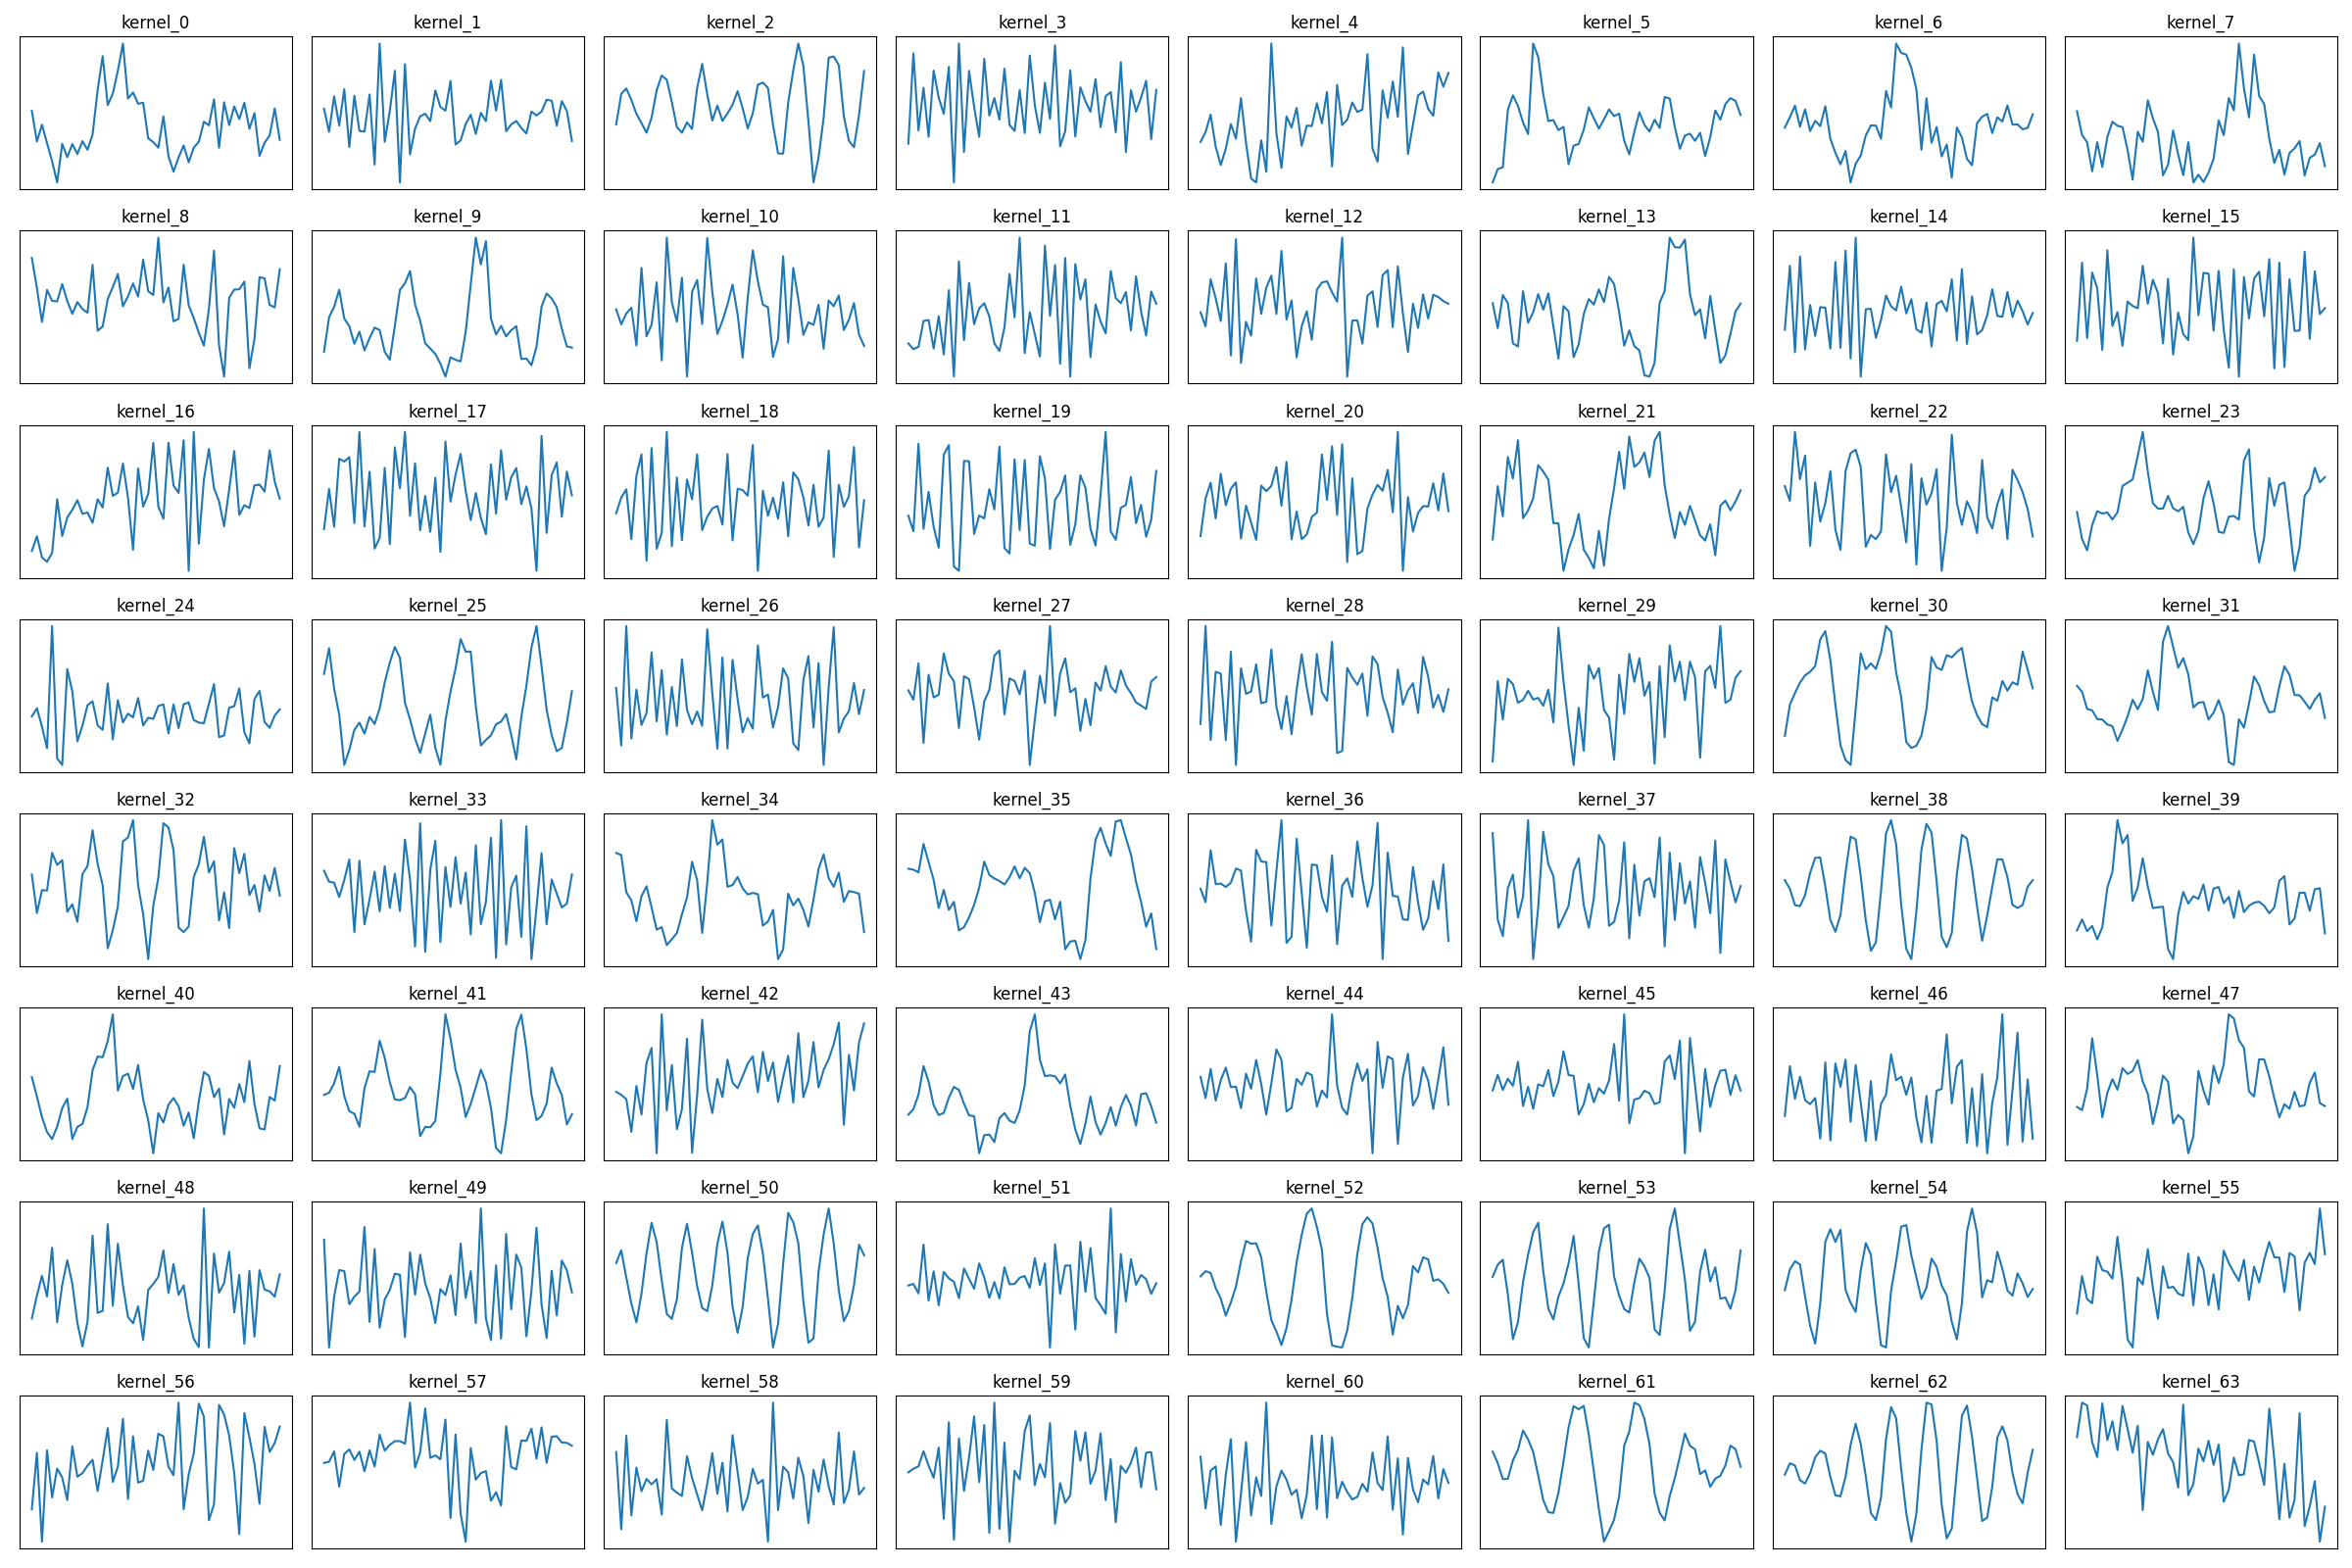 kernel_0 kernel_1 kernel_2 kernel_3 kernel_4 kernel_5 kernel_6 kernel_7
kernel_8 kernel_9 kernel_10 kernel_11 kernel_12 kernel_13 kernel_14 kernel_15
kernel_16 kernel_17 kernel_18 kernel_19 kernel_20 kernel_21 kernel_22 kernel_23
kernel_24 kernel_25 kernel_26 kernel_27 kernel_28 kernel_29 kernel_30 kernel_31
kernel_32 kernel_33 kernel_34 kernel_35 kernel_36 kernel_37 kernel_38 kernel_39
kernel_40 kernel_41 kernel_42 kernel_43 kernel_44 kernel_45 kernel_46 kernel_47
kernel_48 kernel_49 kernel_50 kernel_51 kernel_52 kernel_53 kernel_54 kernel_55
kernel_56 kernel_57 kernel_58 kernel_59 kernel_60 kernel_61 kernel_62 kernel_63